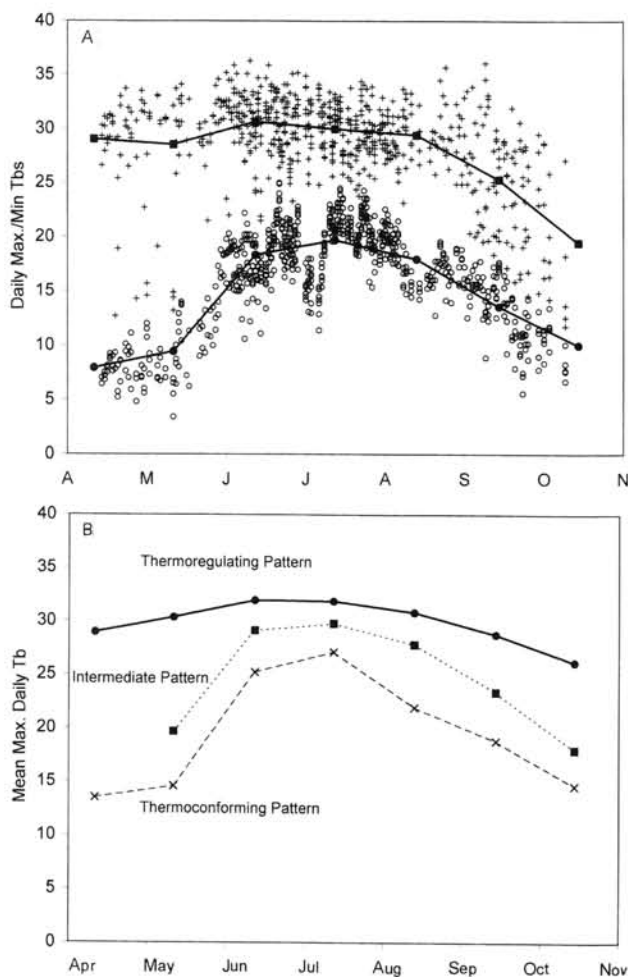 A
Daily Max./Min Tbs
40
35
30
25
20
15
10
5
0
A M J J A S O N
B
Mean Max. Daily Tb
40
35
30
25
20
15
10
5
0
Thermoregulating Pattern
Intermediate Pattern
Thermoconforming Pattern
Apr May Jun Jul Aug Sep Oct Nov